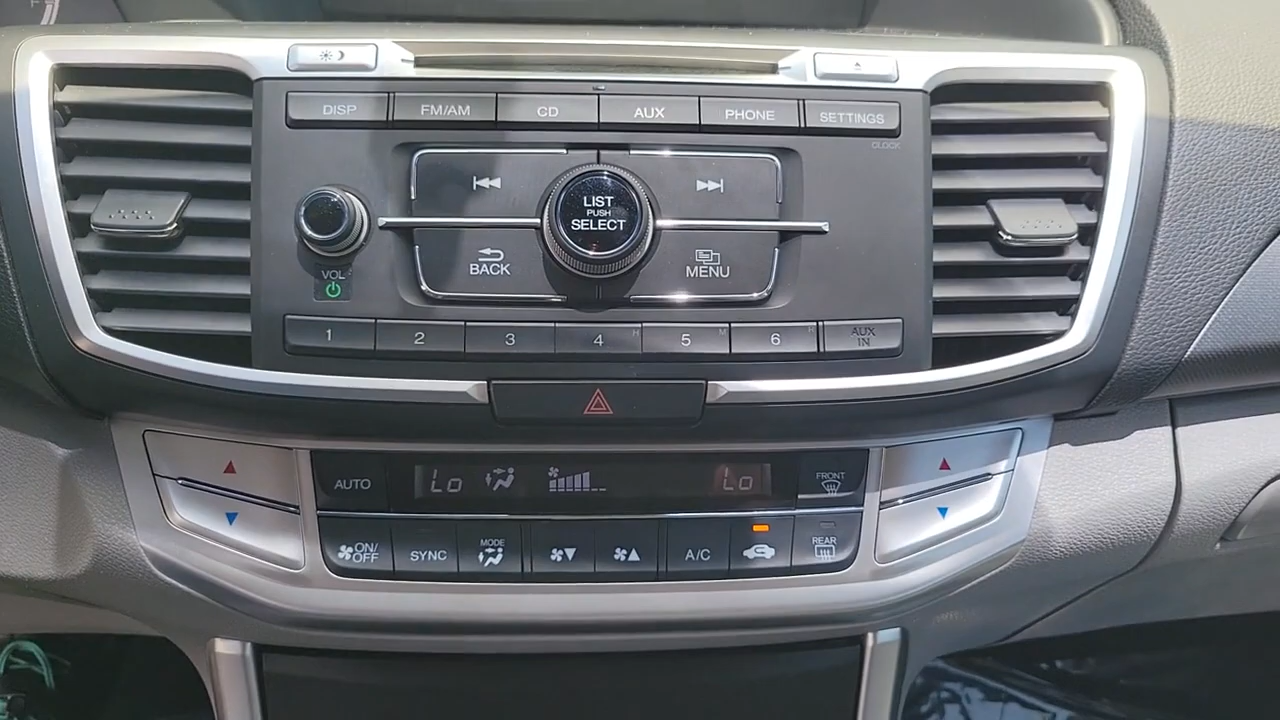 DISP
FM/AM
CD
AUX
PHONE
SETTINGS
CLOCK
LIST
PUSH
SELECT
BACK
MENU
VOL
1
2
3
4
H
5
M
6
R
AUX
IN
AUTO
Lo
Lo
FRONT
ON/
OFF
SYNC
MODE
A/C
REAR